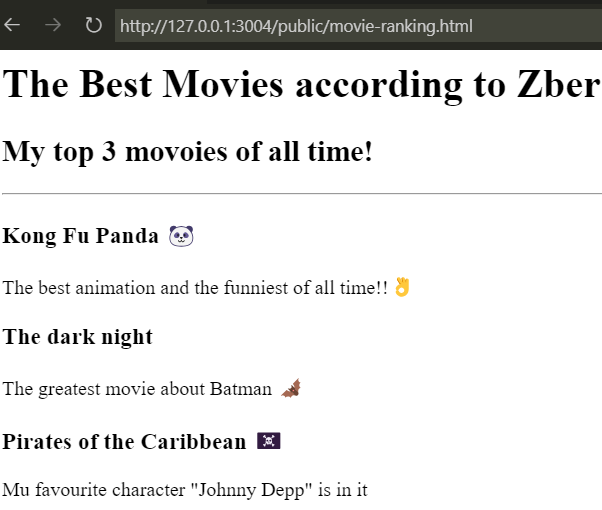 http://127.0.0.1:3004/public/movie-ranking.html
The Best Movies according to Zber
My top 3 movoies of all time!
Kong Fu Panda 🐼
The best animation and the funniest of all time!! 👌
The dark night
The greatest movie about Batman 🦇
Pirates of the Caribbean 🏴‍☠️
Mu favourite character "Johnny Depp" is in it